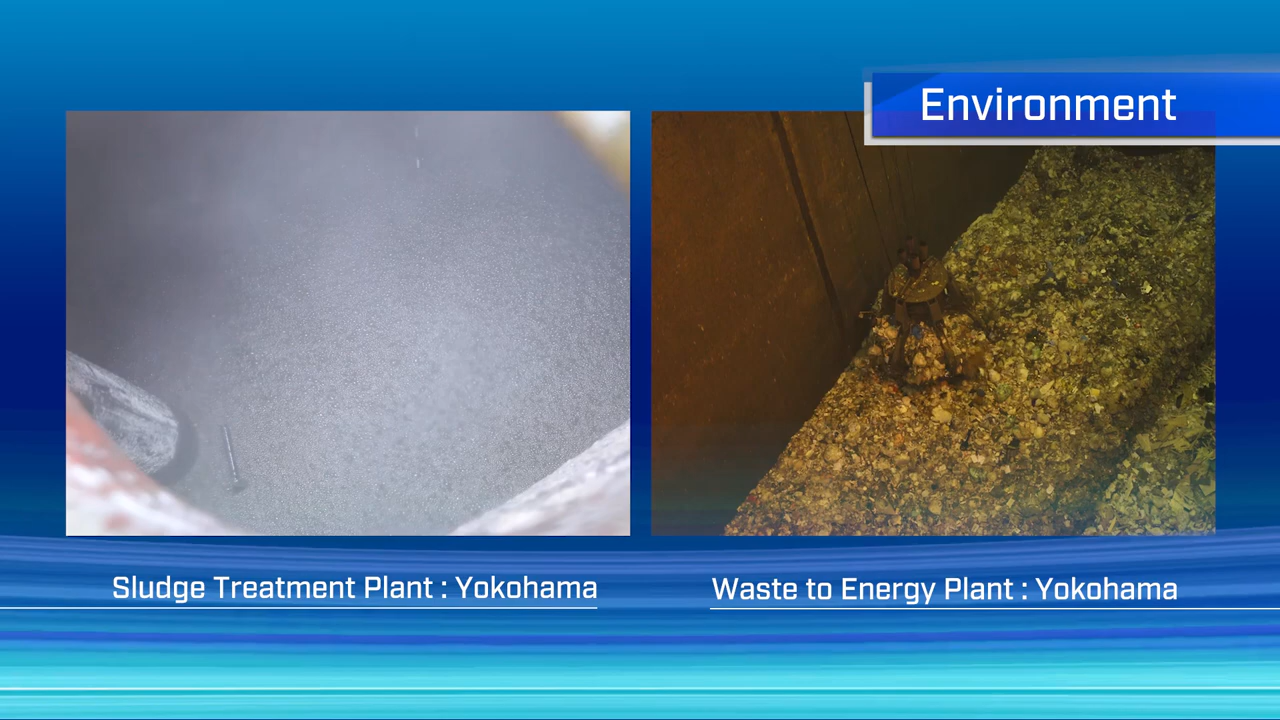 Environment
Sludge Treatment Plant : Yokohama
Waste to Energy Plant : Yokohama